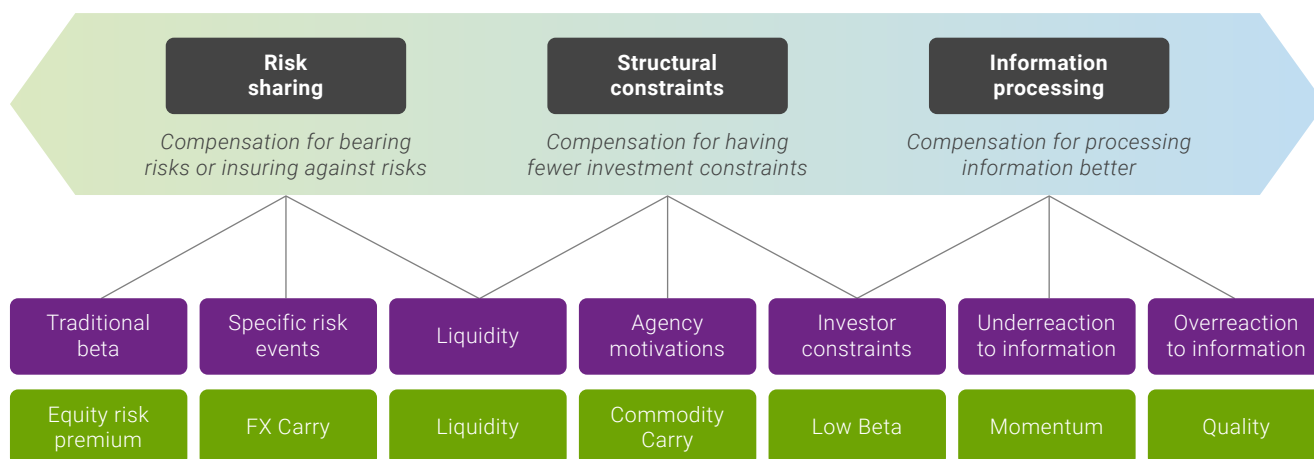 Risk
sharing
Structural
constraints
Information
processing
Compensation for bearing
risks or insuring against risks
Compensation for having
fewer investment constraints
Compensation for processing
information better
Traditional
beta
Specific risk
events
Liquidity
Agency
motivations
Investor
constraints
Underreaction
to information
Overreaction
to information
Equity risk
premium
FX Carry
Liquidity
Commodity
Carry
Low Beta
Momentum
Quality